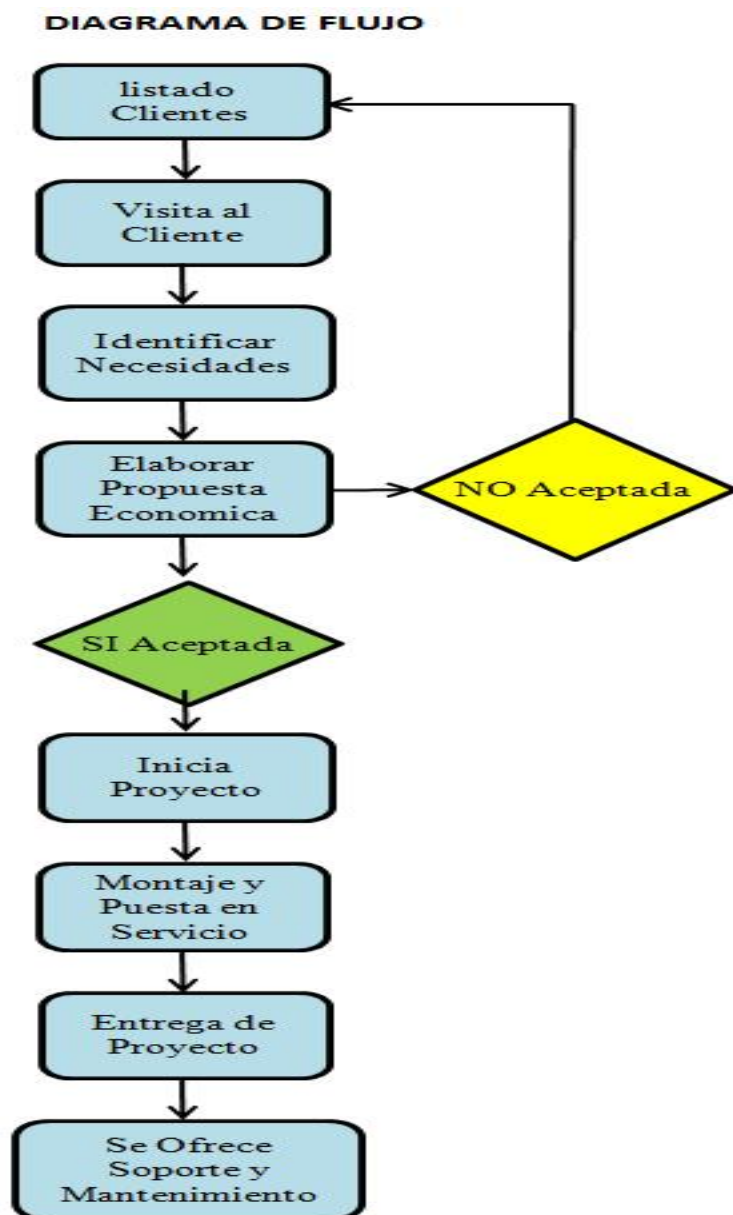 DIAGRAMA DE FLUJO
listado
Clientes
Visita al
Cliente
Identificar
Necesidades
Elaborar
Propuesta
Economica
NO Aceptada
SI Aceptada
Inicia
Proyecto
Montaje y
Puesta en
Servicio
Entrega de
Proyecto
Se Ofrece
Soporte y
Mantenimiento